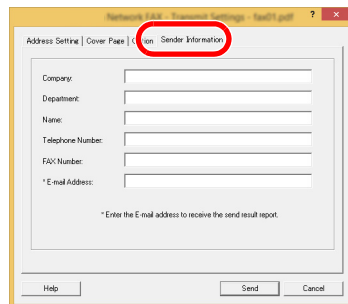 Network FAX - Transmit Settings - fax01.pdf ? ×
Address Setting Cover Page Sender Information
Company:
Department:
Name:
Telephone Number:
FAX Number:
* E-mail Address:
* Enter the E-mail address to receive the send result report.
Help Send Cancel